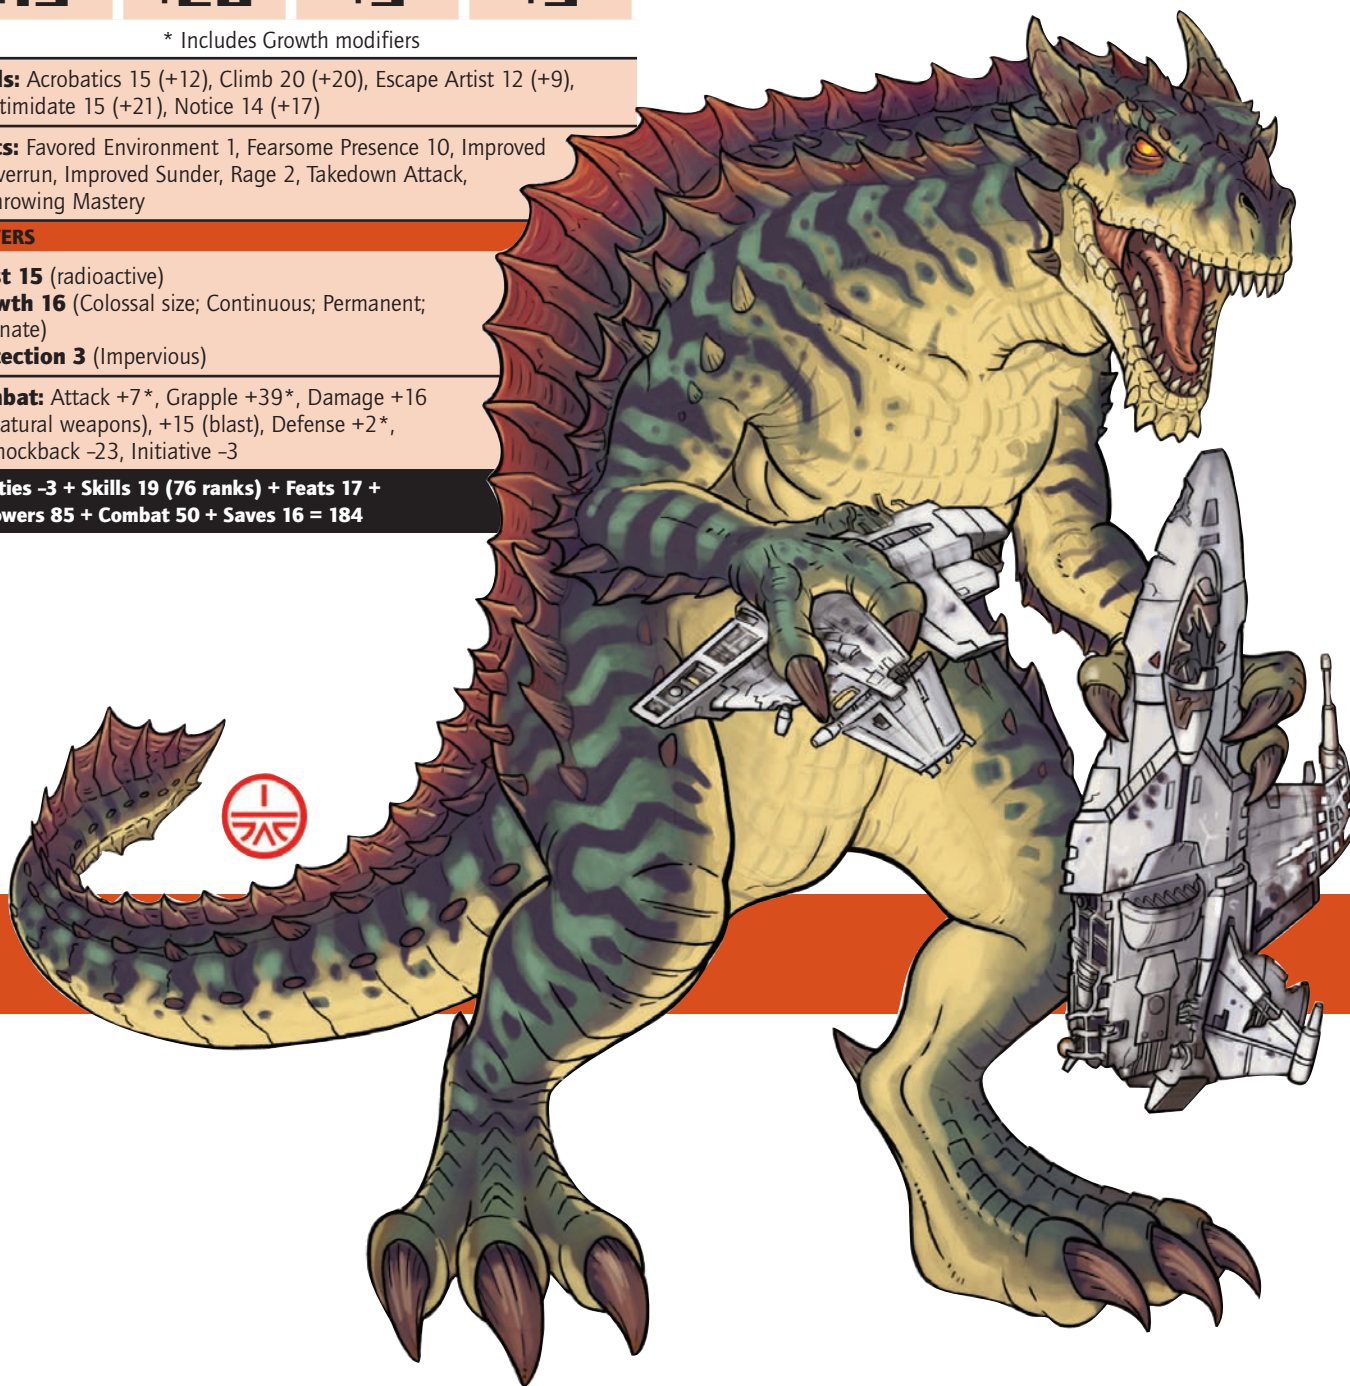 * Includes Growth modifiers
ls: Acrobatics 15 (+12), Climb 20 (+20), Escape Artist 12 (+9),
timidate 15 (+21), Notice 14 (+17)
ts: Favored Environment 1, Fearsome Presence 10, Improved
verrun, Improved Sunder, Rage 2, Takedown Attack,
rowing Mastery
ERS
st 15 (radioactive)
wth 16 (Colossal size; Continuous; Permanent;
nate)
tection 3 (Impervious)
bat: Attack +7*, Grapple +39*, Damage +16
atural weapons), +15 (blast), Defense +2*,
nockback –23, Initiative –3
ties –3 + Skills 19 (76 ranks) + Feats 17 +
owers 85 + Combat 50 + Saves 16 = 184